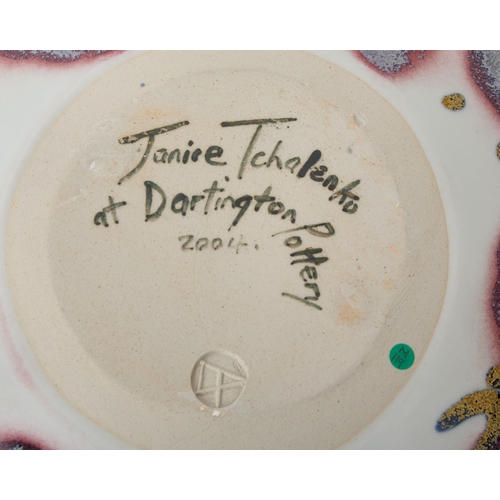 Janice Tchalenko
at Dartington
Pottery
2004.